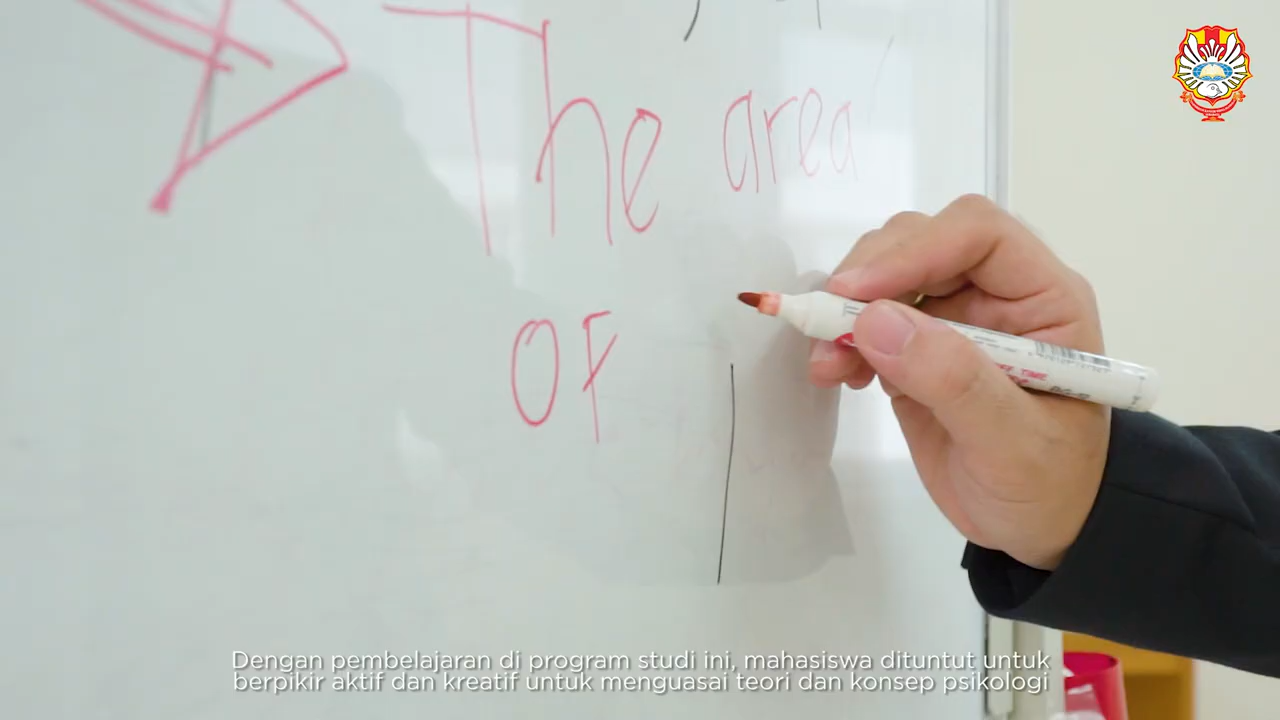 The area
OF
Dengan pembelajaran di program studi ini, mahasiswa dituntut untuk
berpikir aktif dan kreatif untuk menguasai teori dan konsep psikologi